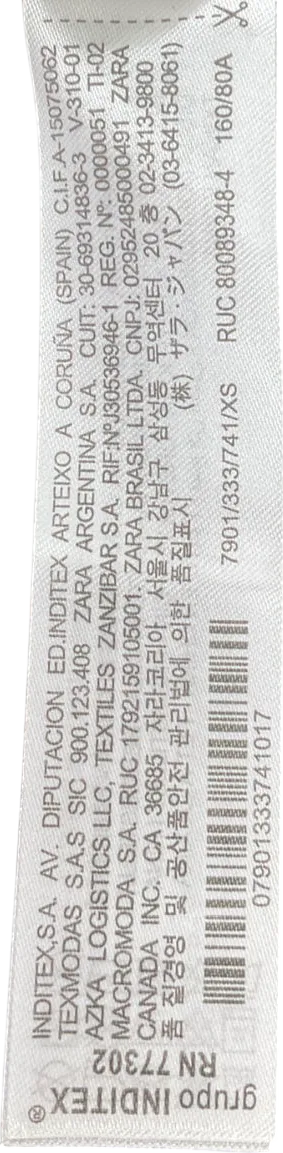 grupo INDITEX®
RN 77302
INDITEX,S.A. AV. DIPUTACION ED.INDITEX ARTEIXO A CORUÑA (SPAIN) C.I.F A-15075062
TEXMODAS S.A.S SIC 900.123.408 ZARA ARGENTINA S.A. CUIT: 30-69314836-3 V-310-01
AZKA LOGISTICS LLC, TEXTILES ZANZIBAR S.A. RIF:NºJ30536946-1 REG. Nº: 0000051 TI-02
MACROMODA S.A. RUC 1792159105001, ZARA BRASIL LTDA. CNPJ: 02952485000491 ZARA
CANADA INC. CA 36685 자라코리아 서울시 강남구 삼성동 무역센터 20 층 02-3413-9800
품 질경영 및 공산품안전 관리법에 의한 품질표시 (株) ザラ・ジャパン (03-6415-8061)
7901/333/741/XS RUC 80089348-4 160/80A
07901333741017